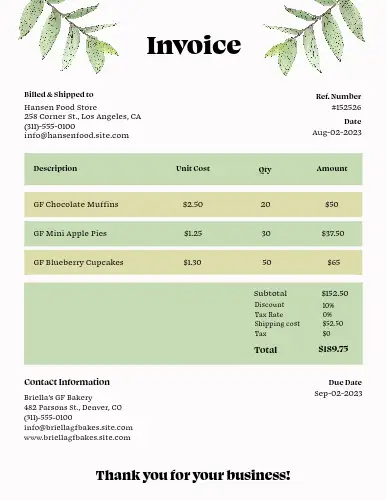 Invoice
Billed & Shipped to
Hansen Food Store
258 Corner St., Los Angeles, CA
(311)-555-0100
info@hansenfood.site.com
Ref. Number
#152526
Date
Aug-02-2023
Description Unit Cost Qty Amount
GF Chocolate Muffins $2.50 20 $50
GF Mini Apple Pies $1.25 30 $37.50
GF Blueberry Cupcakes $1.30 50 $65
Subtotal $152.50
Discount 10%
Tax Rate 0%
Shipping cost $52.50
Tax $0
Total $189.75
Contact Information
Briella's GF Bakery
482 Parsons St., Denver, CO
(311)-555-0100
info@briellagfbakes.site.com
www.briellagfbakes.site.com
Due Date
Sep-02-2023
Thank you for your business!